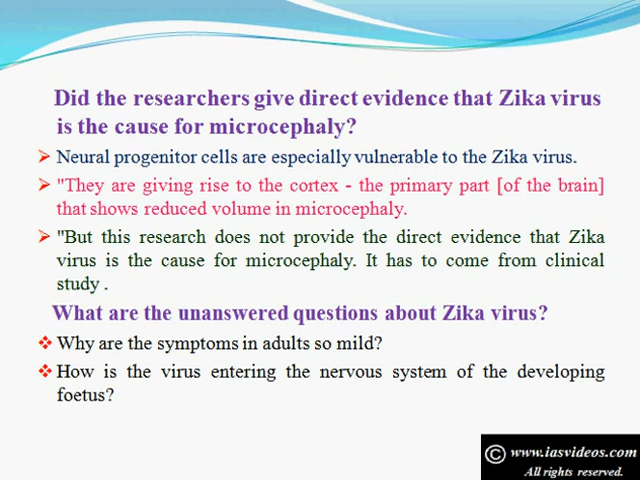 Did the researchers give direct evidence that Zika virus
is the cause for microcephaly?
Neural progenitor cells are especially vulnerable to the Zika virus.
"They are giving rise to the cortex - the primary part [of the brain]
that shows reduced volume in microcephaly.
"But this research does not provide the direct evidence that Zika
virus is the cause for microcephaly. It has to come from clinical
study .
What are the unanswered questions about Zika virus?
Why are the symptoms in adults so mild?
How is the virus entering the nervous system of the developing
foetus?
© www.iasvideos.com
All rights reserved.